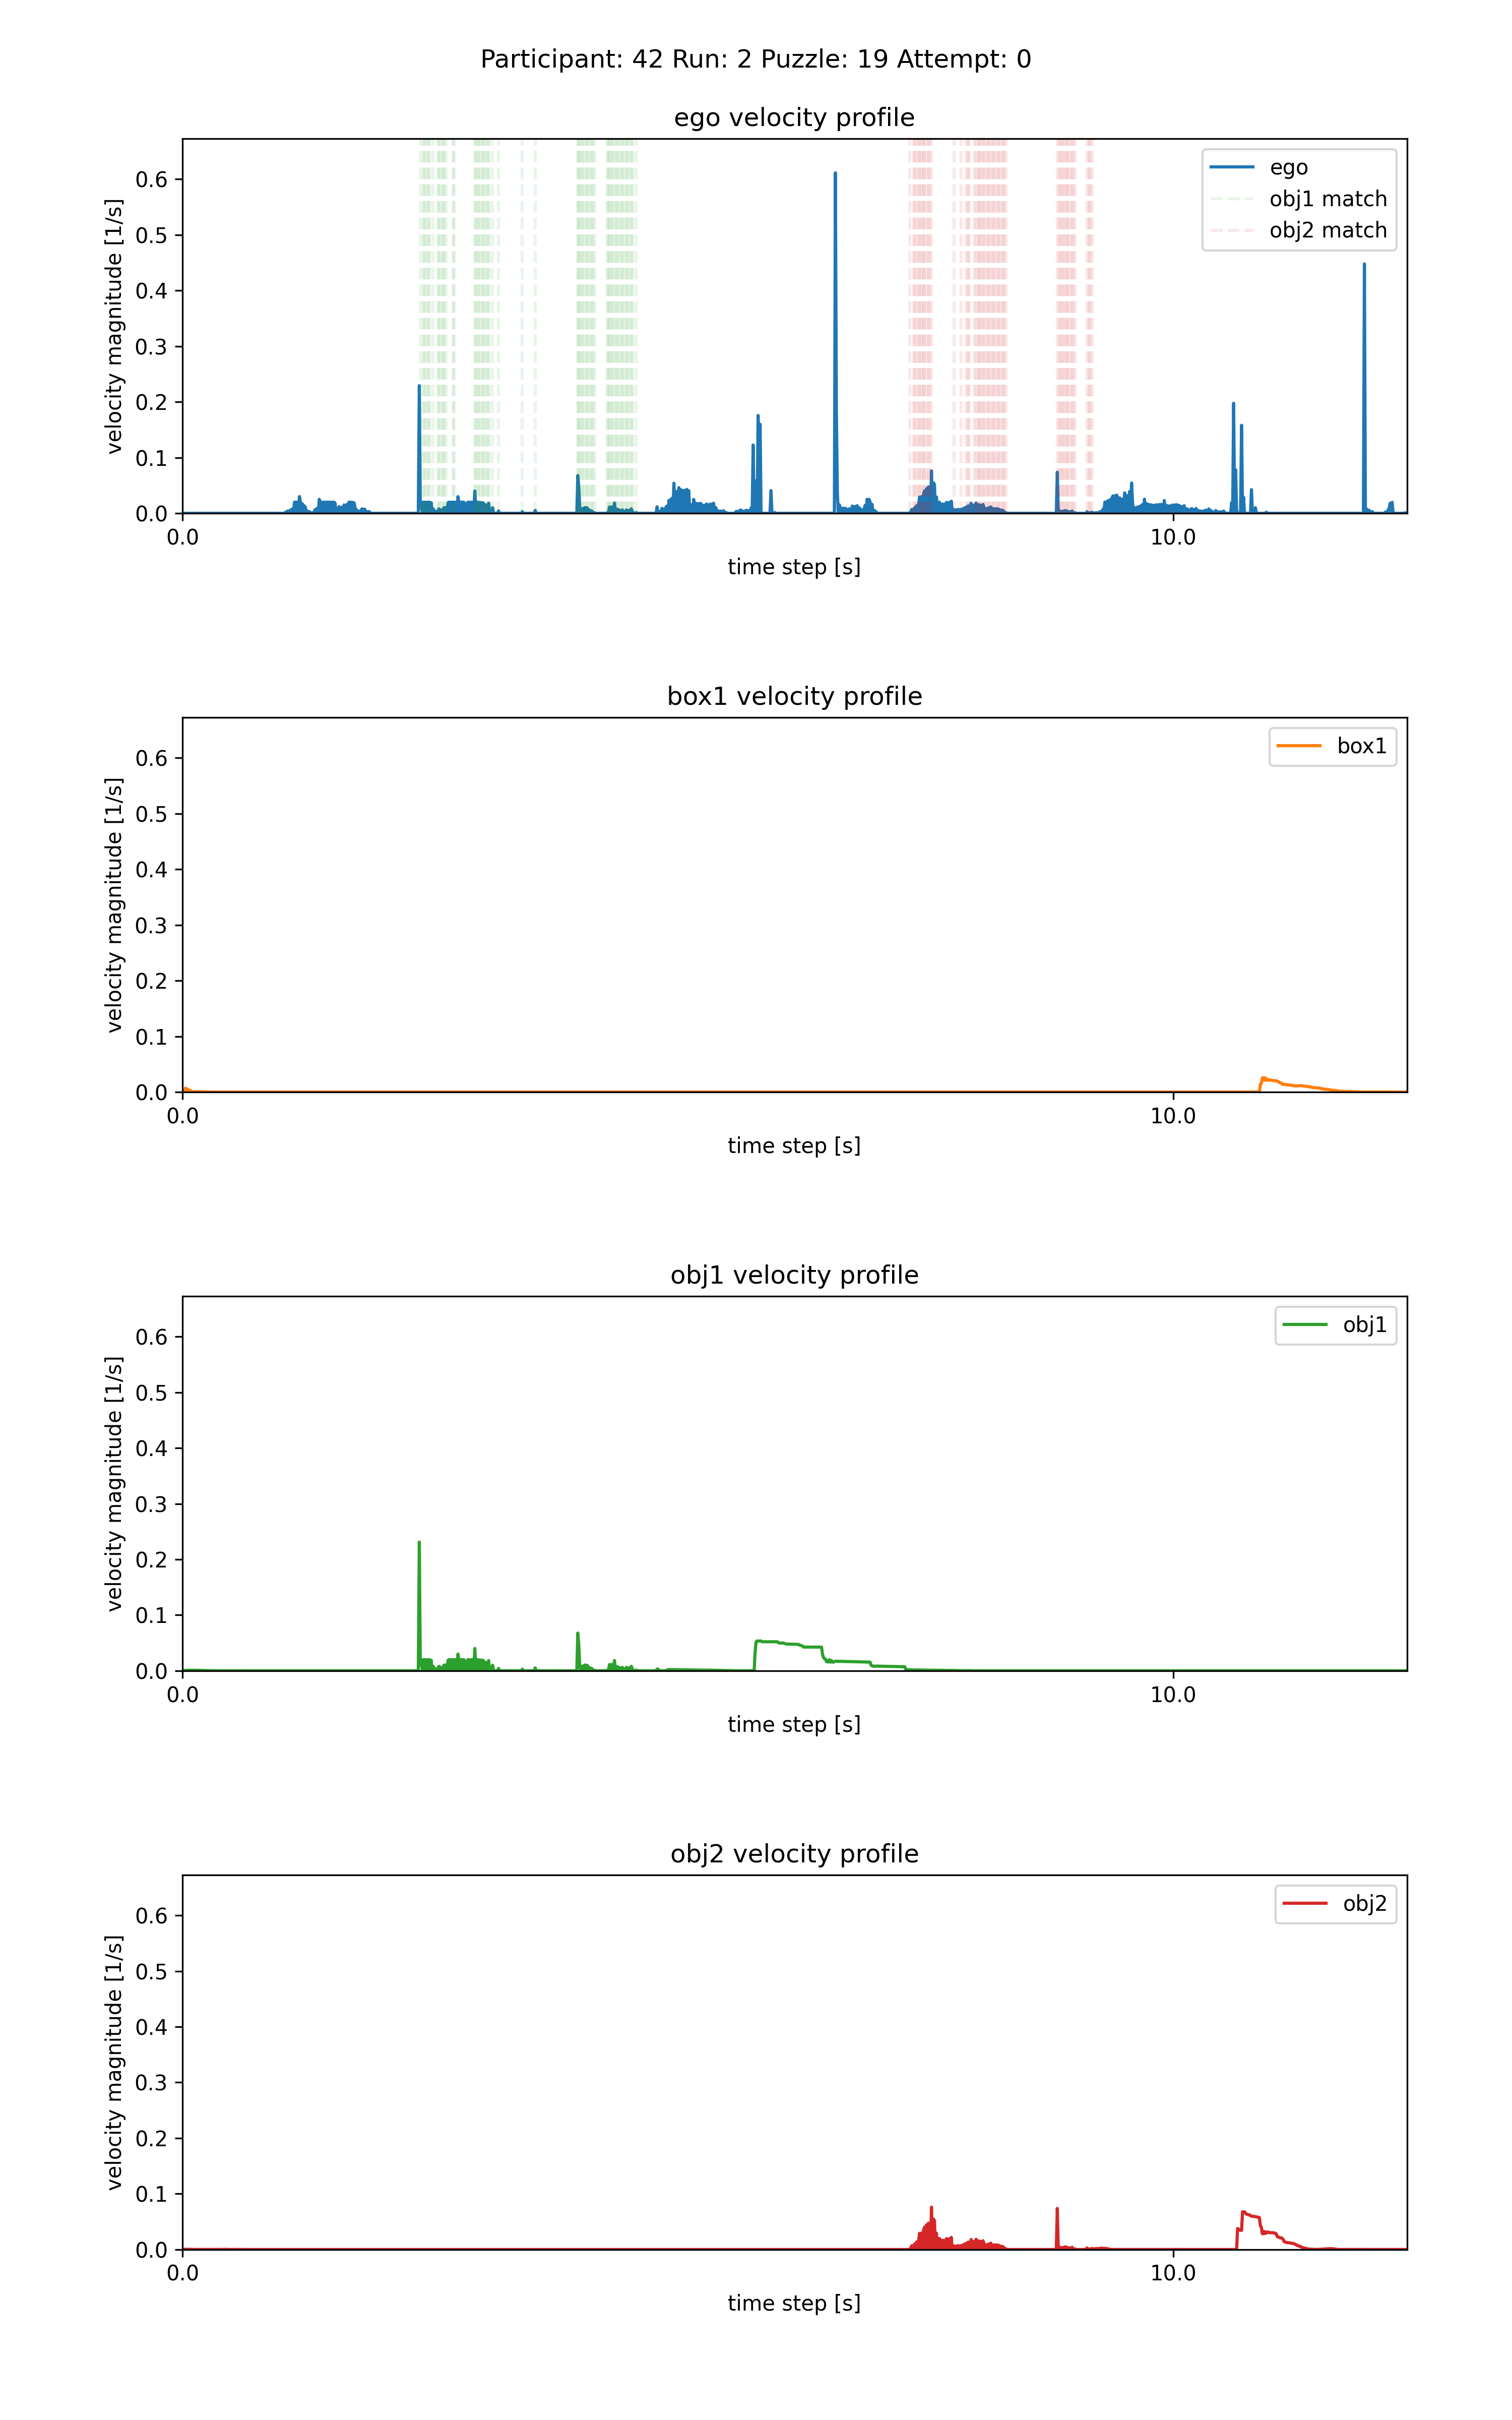 Participant: 42 Run: 2 Puzzle: 19 Attempt: 0
ego velocity profile
velocity magnitude [1/s]
0.6
0.5
0.4
0.3
0.2
0.1
0.0
ego
obj1 match
obj2 match
0.0
10.0
time step [s]
box1 velocity profile
velocity magnitude [1/s]
0.6
0.5
0.4
0.3
0.2
0.1
0.0
box1
0.0
10.0
time step [s]
obj1 velocity profile
velocity magnitude [1/s]
0.6
0.5
0.4
0.3
0.2
0.1
0.0
obj1
0.0
10.0
time step [s]
obj2 velocity profile
velocity magnitude [1/s]
0.6
0.5
0.4
0.3
0.2
0.1
0.0
obj2
0.0
10.0
time step [s]